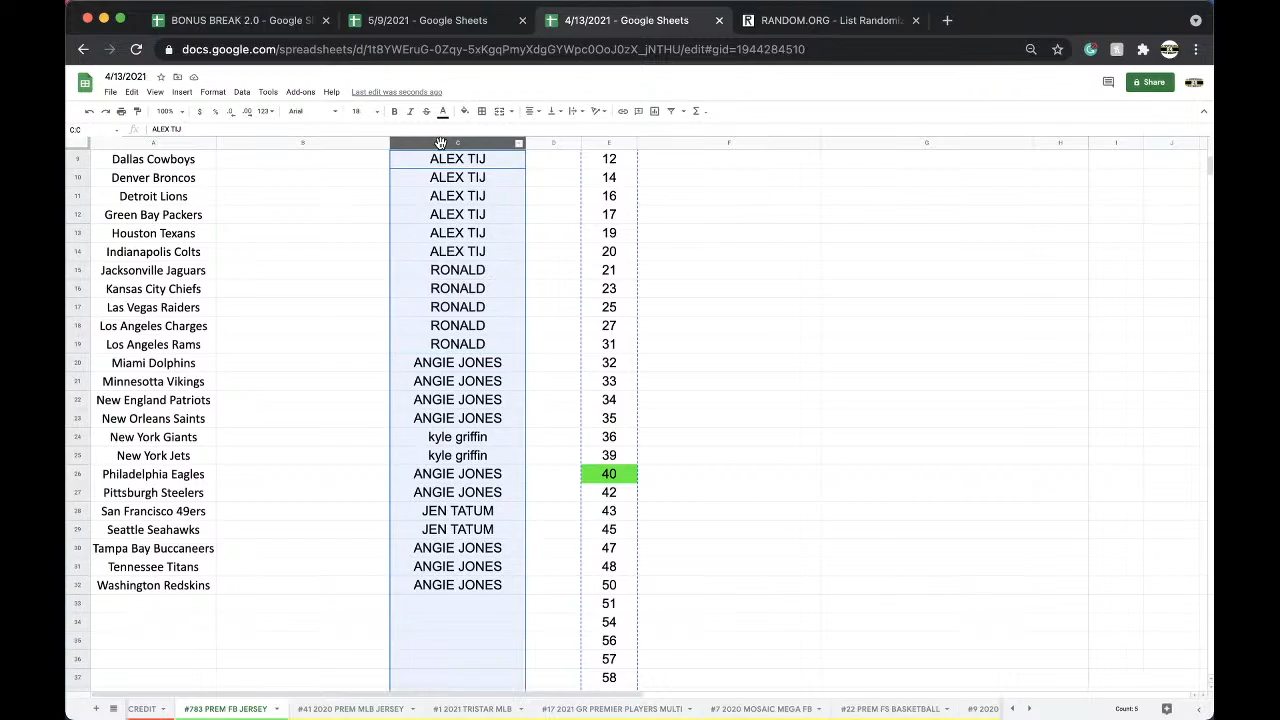 BONUS BREAK 2.0 - Google Sh
5/9/2021 - Google Sheets
4/13/2021 - Google Sheets
RANDOM.ORG - List Randomiz
docs.google.com/spreadsheets/d/1t8YWEruG-0Zqy-5xKgqPmyXdgGYWpc0OoJ0zX_jNTHU/edit#gid=1944284510
4/13/2021
File Edit View Insert Format Data Tools Add-ons Help Last edit was seconds ago
Share
100% $ % .0 .00 123 Arial 18 B I S A
C:C fx ALEX TIJ
A B C D E F G H I J
9 Dallas Cowboys ALEX TIJ 12
10 Denver Broncos ALEX TIJ 14
11 Detroit Lions ALEX TIJ 16
12 Green Bay Packers ALEX TIJ 17
13 Houston Texans ALEX TIJ 19
14 Indianapolis Colts ALEX TIJ 20
15 Jacksonville Jaguars RONALD 21
16 Kansas City Chiefs RONALD 23
17 Las Vegas Raiders RONALD 25
18 Los Angeles Charges RONALD 27
19 Los Angeles Rams RONALD 31
20 Miami Dolphins ANGIE JONES 32
21 Minnesotta Vikings ANGIE JONES 33
22 New England Patriots ANGIE JONES 34
23 New Orleans Saints ANGIE JONES 35
24 New York Giants kyle griffin 36
25 New York Jets kyle griffin 39
26 Philadelphia Eagles ANGIE JONES 40
27 Pittsburgh Steelers ANGIE JONES 42
28 San Francisco 49ers JEN TATUM 43
29 Seattle Seahawks JEN TATUM 45
30 Tampa Bay Buccaneers ANGIE JONES 47
31 Tennessee Titans ANGIE JONES 48
32 Washington Redskins ANGIE JONES 50
33 51
34 54
35 56
36 57
37 58
CREDIT #783 PREM FB JERSEY #41 2020 PREM MLB JERSEY #1 2021 TRISTAR MLB #17 2021 GR PREMIER PLAYERS MULTI #7 2020 MOSAIC MEGA FB #22 PREM FS BASKETBALL #9 2020 Count: 5